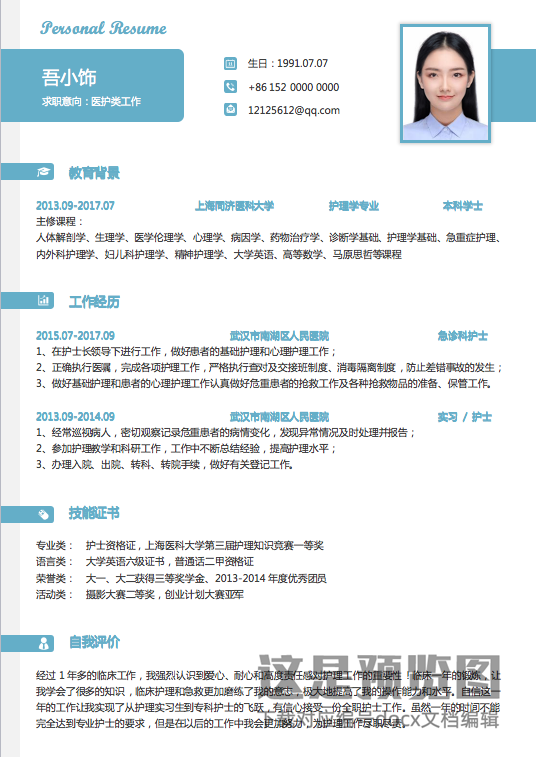 Personal Resume
吾小饰
求职意向：医护类工作
生日：1991.07.07
+86 152 0000 0000
12125612@qq.com
教育背景
2013.09-2017.07 上海同济医科大学 护理学专业 本科学士
主修课程：
人体解剖学、生理学、医学伦理学、心理学、病因学、药物治疗学、诊断学基础、护理学基础、急重症护理、
内外科护理学、妇儿科护理学、精神护理学、大学英语、高等数学、马原思哲等课程
工作经历
2015.07-2017.09 武汉市南湖区人民医院 急诊科护士
1、在护士长领导下进行工作，做好患者的基础护理和心理护理工作；
2、正确执行医嘱，完成各项护理工作，严格执行查对及交接班制度、消毒隔离制度，防止差错事故的发生；
3、做好基础护理和患者的心理护理工作认真做好危重患者的抢救工作及各种抢救物品的准备、保管工作。
2013.09-2014.09 武汉市南湖区人民医院 实习 / 护士
1、经常巡视病人，密切观察记录危重患者的病情变化，发现异常情况及时处理并报告；
2、参加护理教学和科研工作，工作中不断总结经验，提高护理水平；
3、办理入院、出院、转科、转院手续，做好有关登记工作。
技能证书
专业类： 护士资格证，上海医科大学第三届护理知识竞赛一等奖
语言类： 大学英语六级证书，普通话二甲资格证
荣誉类： 大一、大二获得三等奖学金、2013-2014 年度优秀团员
活动类： 摄影大赛二等奖，创业计划大赛亚军
自我评价
经过 1 年多的临床工作，我强烈认识到爱心、耐心和高度责任感对护理工作的重要性！临床一年的锻炼，让
我学会了很多的知识，临床护理和急救更加磨练了我的意志，极大地提高了我的操作能力和水平。自信这一
年的工作让我实现了从护理实习生到专科护士的飞跃，有信心接受一份全职护士工作。虽然一年的时间不能
完全达到专业护士的要求，但是在以后的工作中我会更加努力，为护理工作尽职尽责。
这是预览图
下载对应编号docx文档编辑